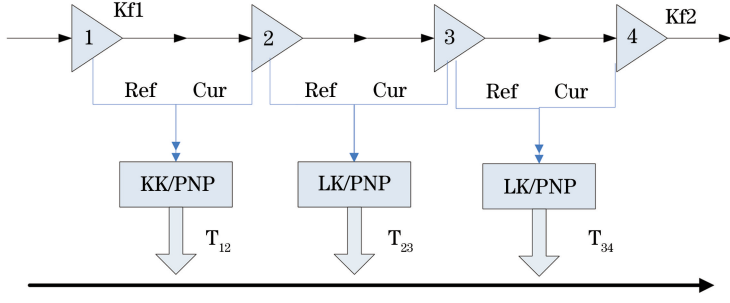 Kf1
Kf2
1
2
3
4
Ref Cur
Ref Cur
Ref Cur
KK/PNP
LK/PNP
LK/PNP
T12
T23
T34